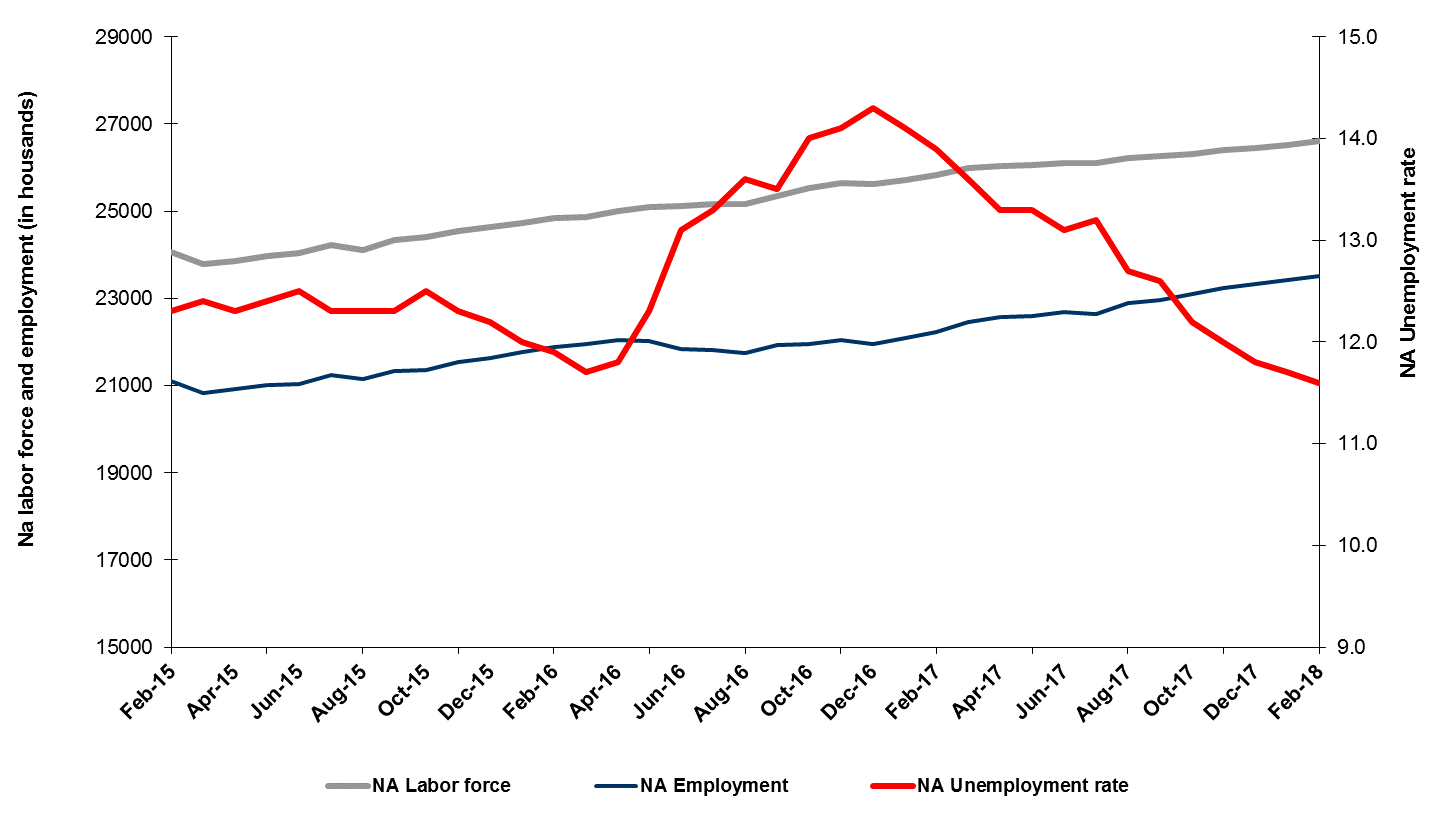 Na labor force and employment (in housands)
29000
27000
25000
23000
21000
19000
17000
15000
15.0
14.0
13.0
12.0
11.0
10.0
9.0
NA Unemployment rate
Feb-15
Apr-15
Jun-15
Aug-15
Oct-15
Dec-15
Feb-16
Apr-16
Jun-16
Aug-16
Oct-16
Dec-16
Feb-17
Apr-17
Jun-17
Aug-17
Oct-17
Dec-17
Feb-18
NA Labor force NA Employment NA Unemployment rate